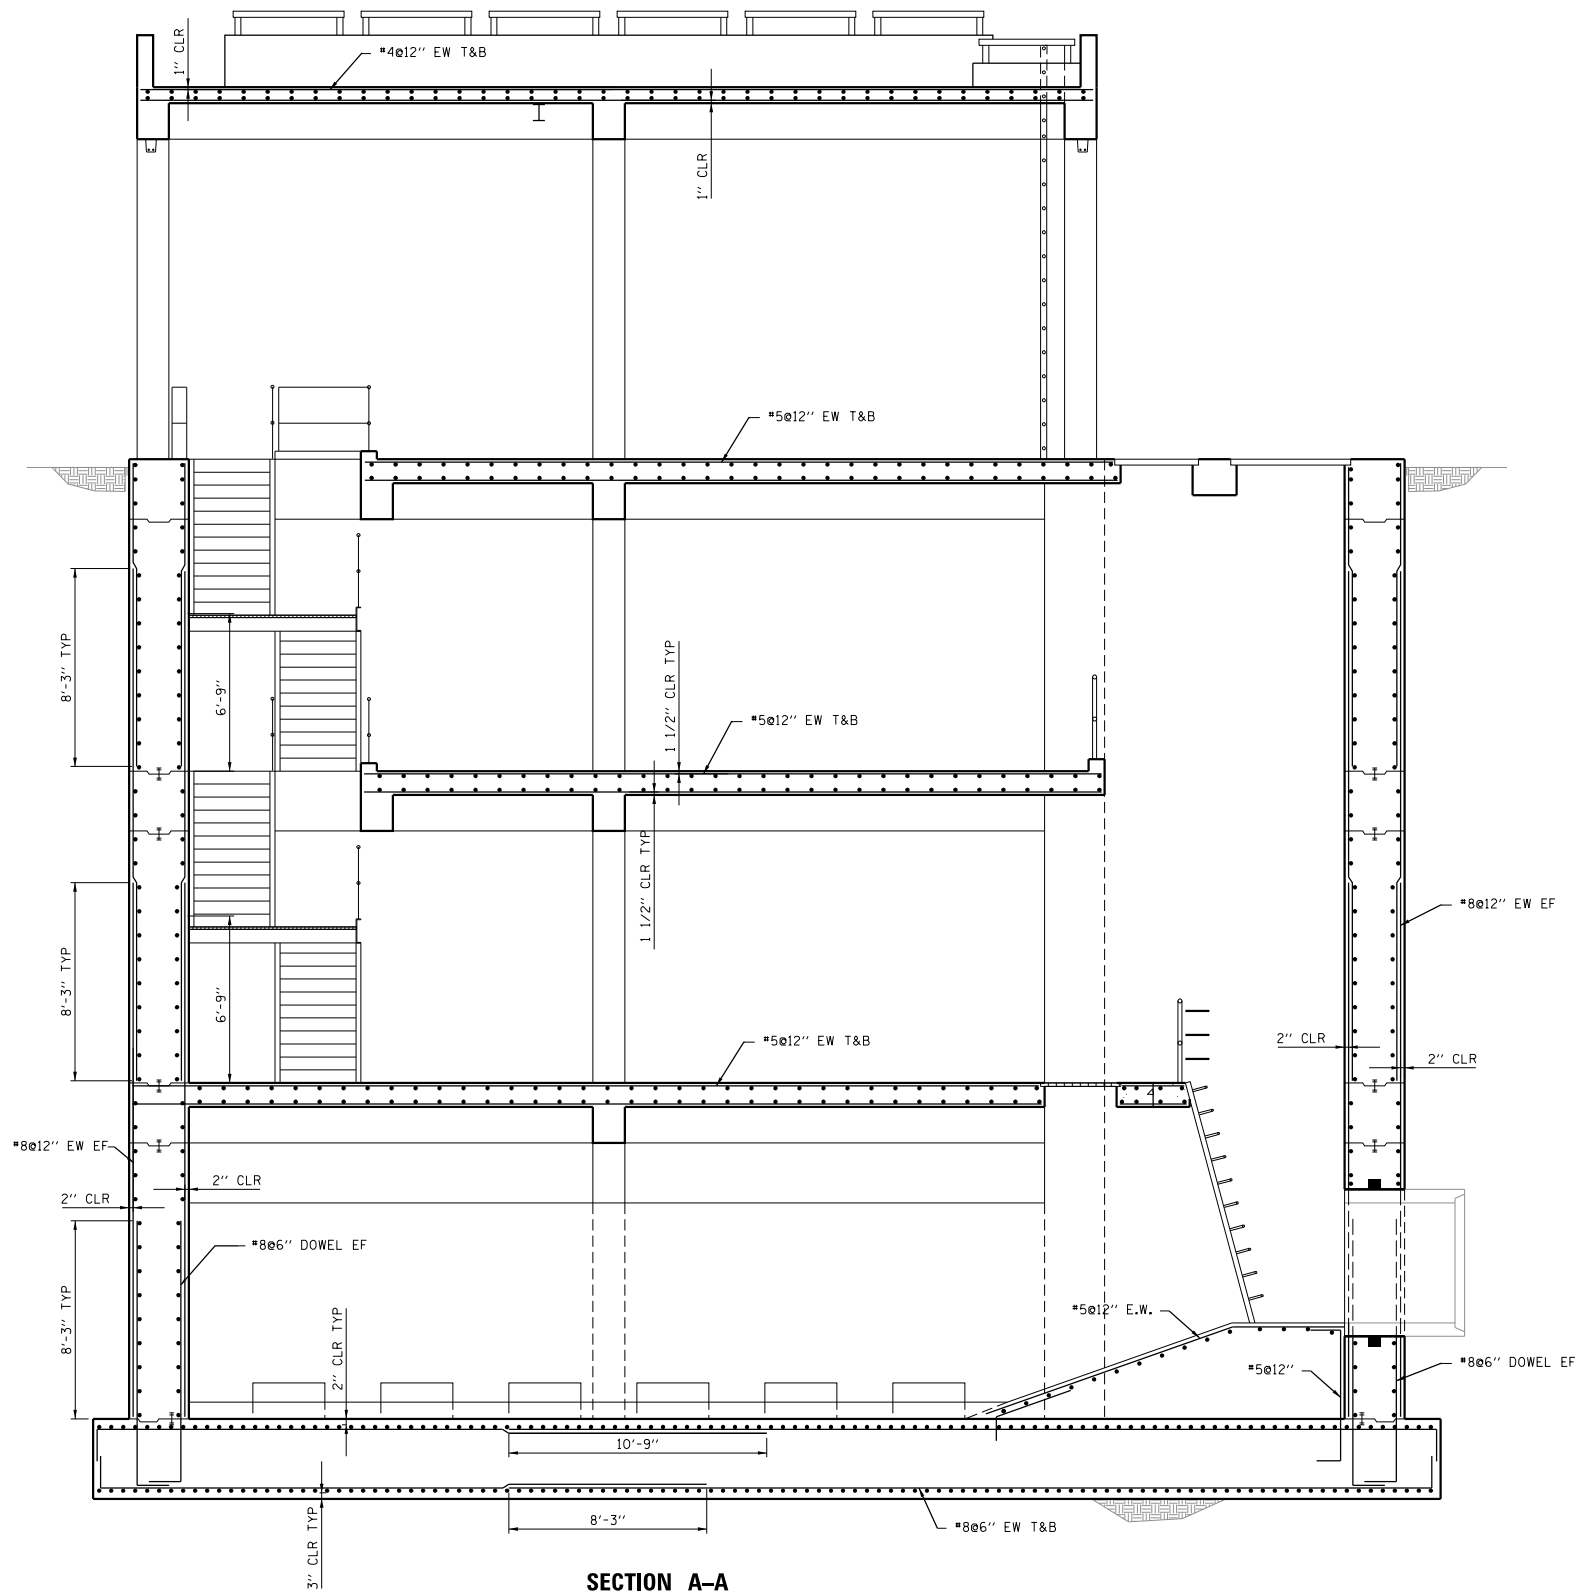 1" CLR
#4@12" EW T&B
1" CLR
#5@12" EW T&B
8'-3" TYP
6'-9"
1 1/2" CLR TYP
#5@12" EW T&B
1 1/2" CLR TYP
#8@12" EW EF
8'-3" TYP
6'-9"
#5@12" EW T&B
2" CLR
2" CLR
#8@12" EW EF
2" CLR
2" CLR
#8@6" DOWEL EF
8'-3" TYP
2" CLR TYP
#5@12" E.W.
#5@12"
#8@6" DOWEL EF
10'-9"
8'-3"
3" CLR TYP
#8@6" EW T&B
SECTION A–A